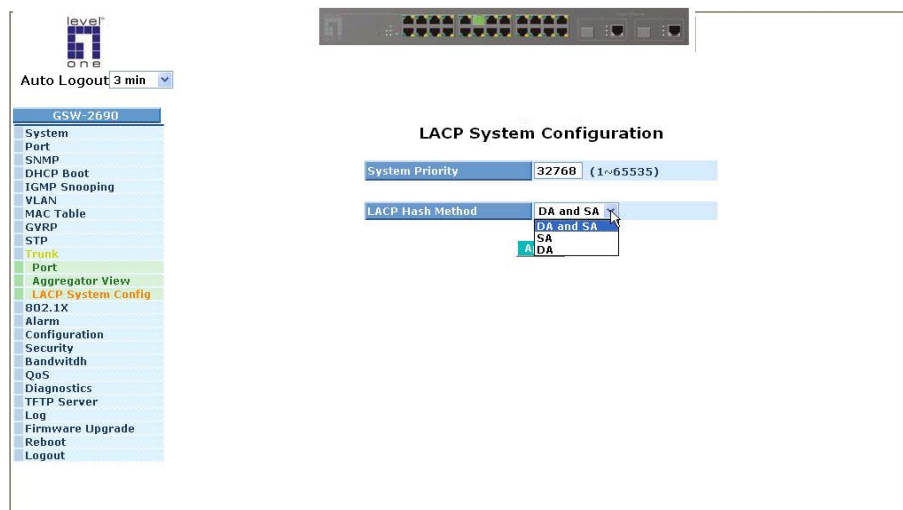 level
one
Auto Logout 3 min
GSW-2690
System
Port
SNMP
DHCP Boot
IGMP Snooping
VLAN
MAC Table
GVRP
STP
Trunk
Port
Aggregator View
LACP System Config
802.1X
Alarm
Configuration
Security
Bandwitdh
QoS
Diagnostics
TFTP Server
Log
Firmware Upgrade
Reboot
Logout
LACP System Configuration
System Priority 32768 (1~65535)
LACP Hash Method DA and SA
DA and SA
SA
DA